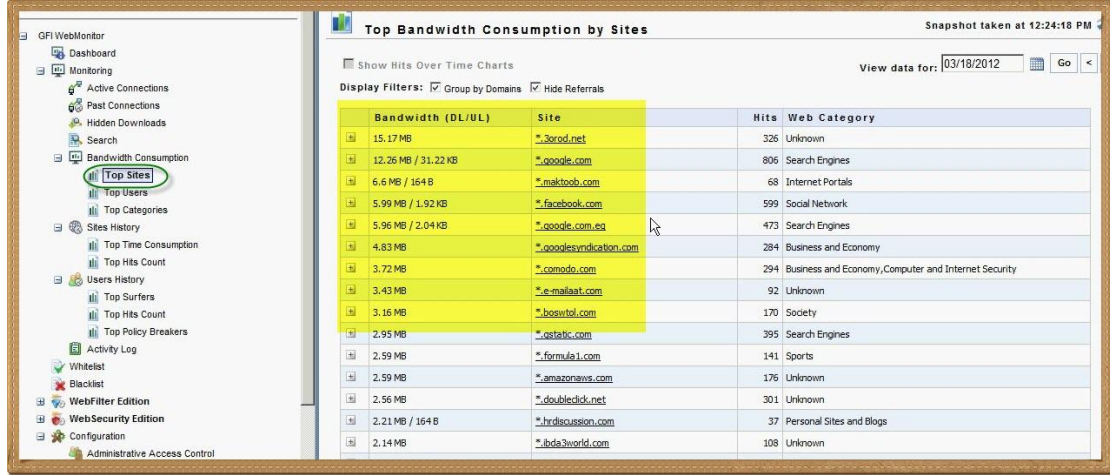 GFI WebMonitor
Dashboard
Monitoring
Active Connections
Past Connections
Hidden Downloads
Search
Bandwidth Consumption
Top Sites
Top Users
Top Categories
Sites History
Top Time Consumption
Top Hits Count
Users History
Top Surfers
Top Hits Count
Top Policy Breakers
Activity Log
Whitelist
Blacklist
WebFilter Edition
WebSecurity Edition
Configuration
Administrative Access Control
Top Bandwidth Consumption by Sites
Snapshot taken at 12:24:18 PM
Show Hits Over Time Charts
View data for: 03/18/2012 Go <
Display Filters: Group by Domains Hide Referrals
Bandwidth (DL/UL) Site Hits Web Category
15.17 MB *.3orod.net 326 Unknown
12.26 MB / 31.22 KB *.google.com 806 Search Engines
6.6 MB / 164 B *.maktoob.com 68 Internet Portals
5.99 MB / 1.92 KB *.facebook.com 599 Social Network
5.96 MB / 2.04 KB *.google.com.eg 473 Search Engines
4.83 MB *.googlesyndication.com 284 Business and Economy
3.72 MB *.comodo.com 294 Business and Economy,Computer and Internet Security
3.43 MB *.e-mailaat.com 92 Unknown
3.16 MB *.boswtol.com 170 Society
2.95 MB *.gstatic.com 395 Search Engines
2.59 MB *.formula1.com 141 Sports
2.59 MB *.amazonaws.com 176 Unknown
2.56 MB *.doubleclick.net 301 Unknown
2.21 MB / 164 B *.hrdiscussion.com 37 Personal Sites and Blogs
2.14 MB *.ibda3world.com 108 Unknown